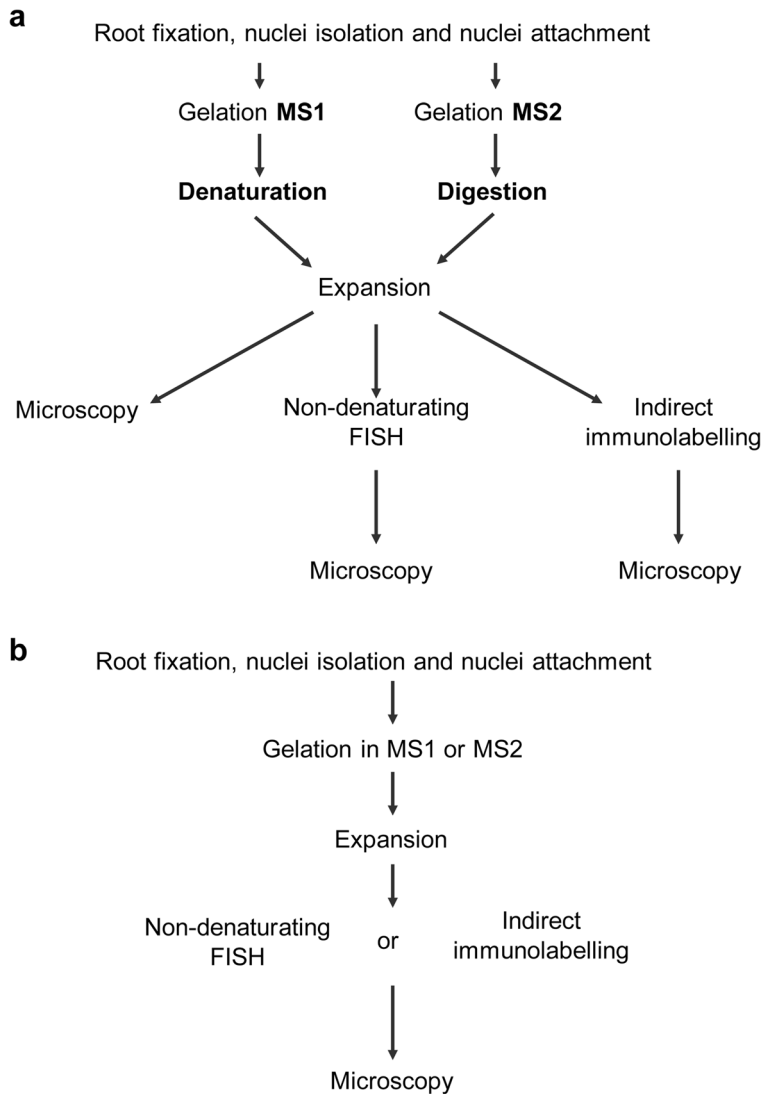 a
Root fixation, nuclei isolation and nuclei attachment
Gelation MS1
Gelation MS2
Denaturation
Digestion
Expansion
Microscopy
Non-denaturating
FISH
Indirect
immunolabelling
Microscopy
Microscopy
b
Root fixation, nuclei isolation and nuclei attachment
Gelation in MS1 or MS2
Expansion
Non-denaturating
FISH
or
Indirect
immunolabelling
Microscopy